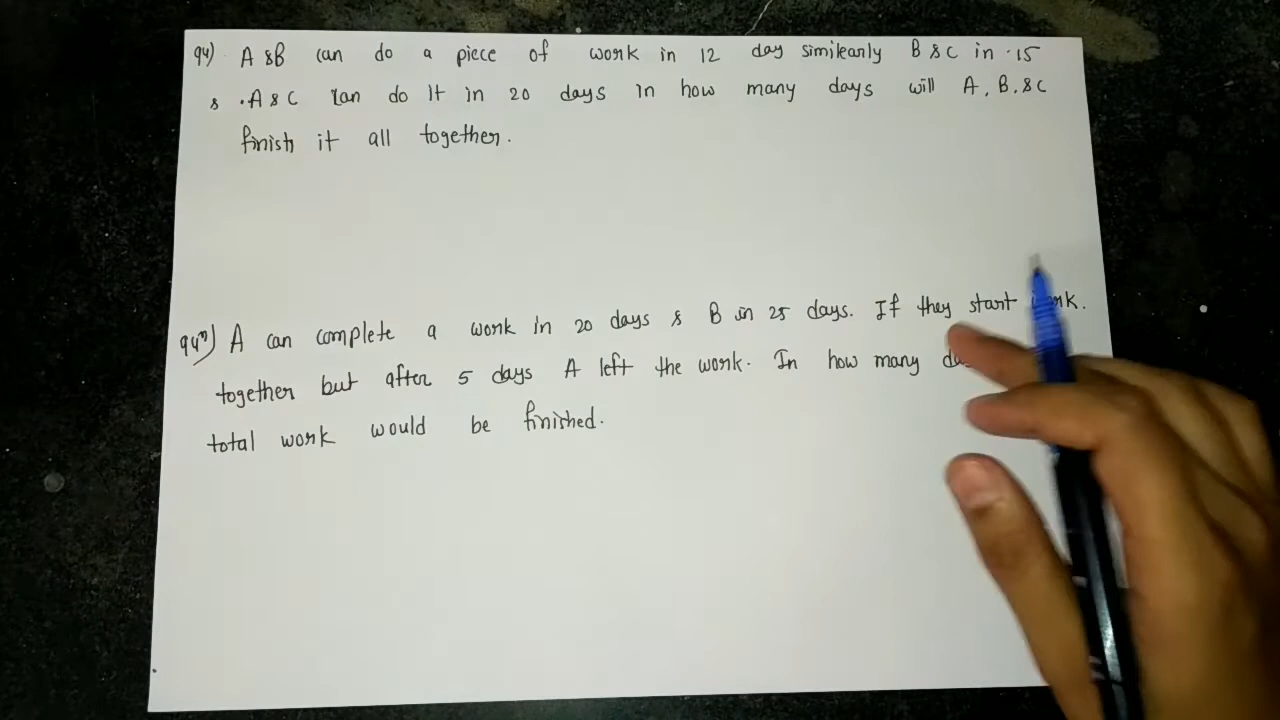 94) A &B can do a piece of work in 12 day similearly B & C in 15
& A & C can do It in 20 days In how many days will A, B. & C
finish it all together.
A can complete a work in 20 days & B in 25 days. If they start work.
together but after 5 days A left the work. In how many
total work would be finished.